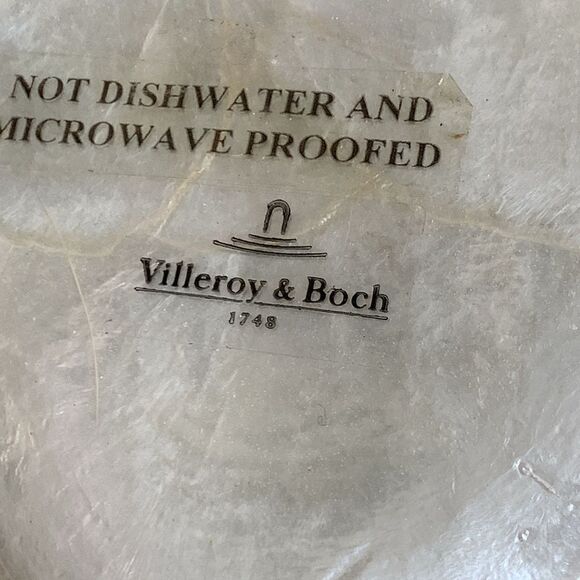 NOT DISHWATER AND
MICROWAVE PROOFED
Villeroy & Boch
1748